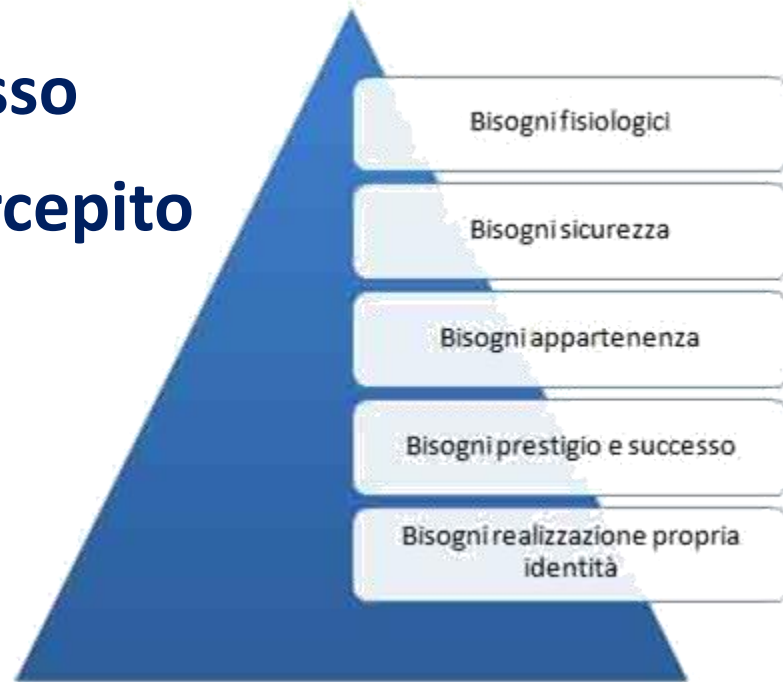 sso
rcepito
Bisogni fisiologici
Bisogni sicurezza
Bisogni appartenenza
Bisogni prestigio e successo
Bisogni realizzazione propria
identità